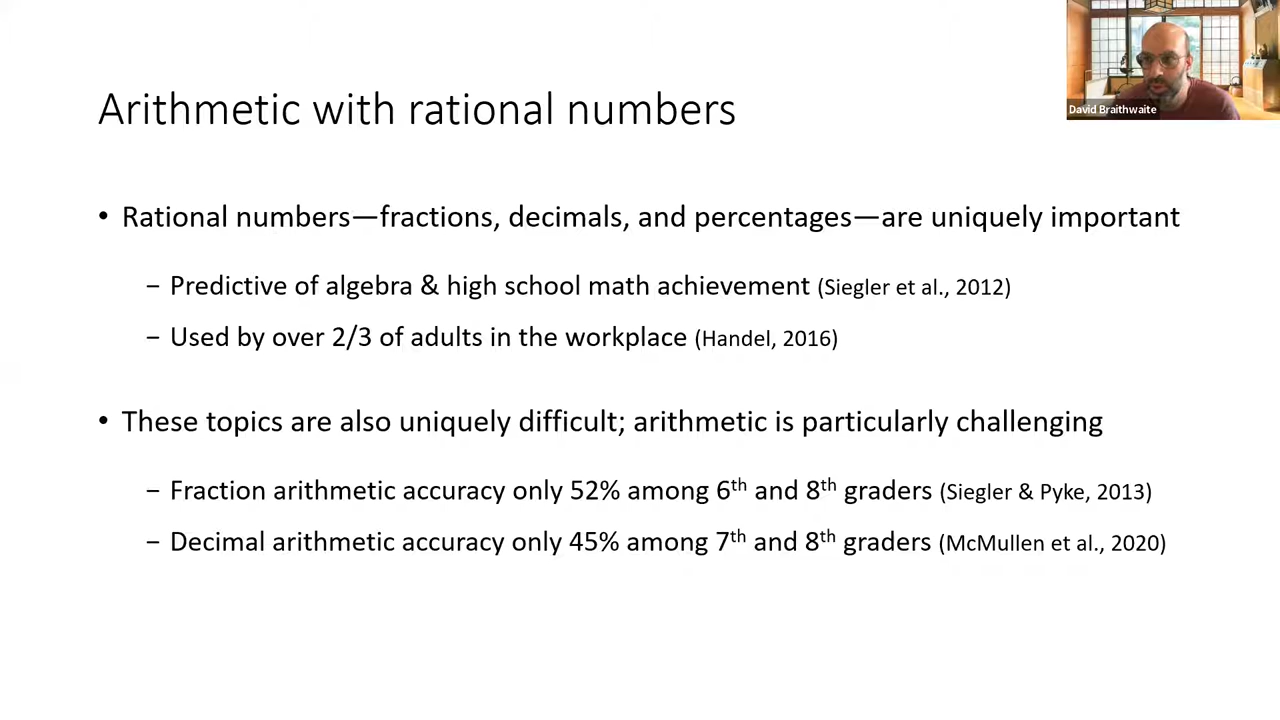 David Braithwaite
Arithmetic with rational numbers
• Rational numbers—fractions, decimals, and percentages—are uniquely important
– Predictive of algebra & high school math achievement (Siegler et al., 2012)
– Used by over 2/3 of adults in the workplace (Handel, 2016)
• These topics are also uniquely difficult; arithmetic is particularly challenging
– Fraction arithmetic accuracy only 52% among 6th and 8th graders (Siegler & Pyke, 2013)
– Decimal arithmetic accuracy only 45% among 7th and 8th graders (McMullen et al., 2020)